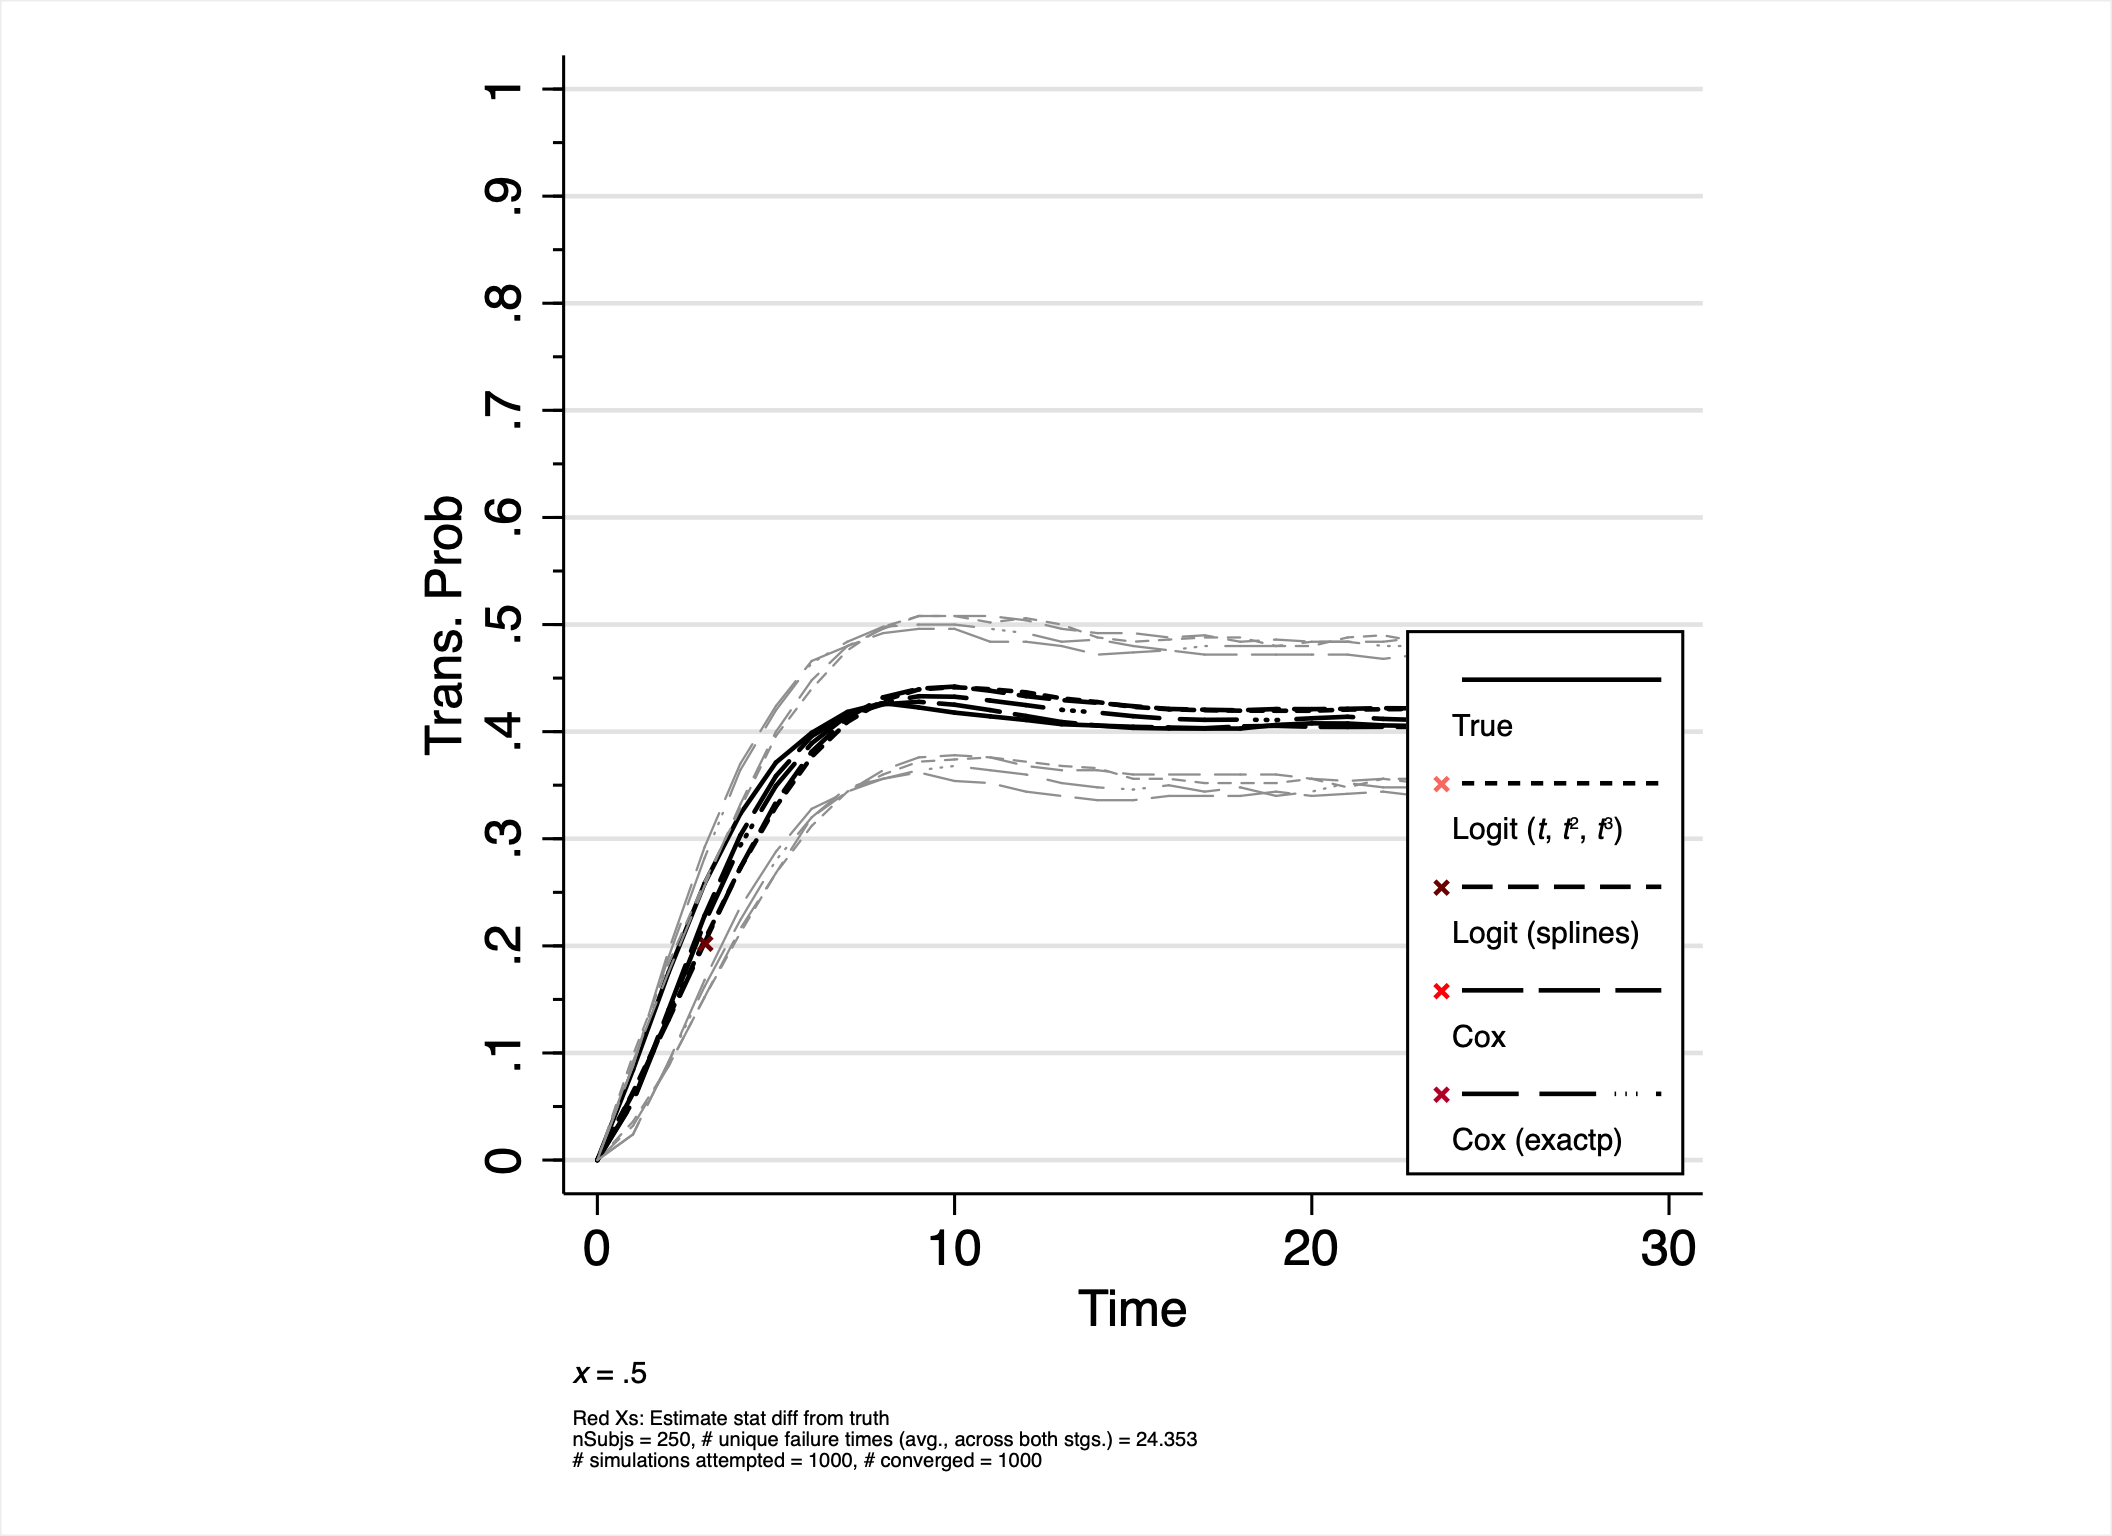 1
.9
.8
.7
.6
.5
.4
.3
.2
.1
0
Trans. Prob
True
Logit (t, t², t³)
Logit (splines)
Cox
Cox (exactp)
0 10 20 30
Time
x = .5
Red Xs: Estimate stat diff from truth
nSubjs = 250, # unique failure times (avg., across both stgs.) = 24.353
# simulations attempted = 1000, # converged = 1000